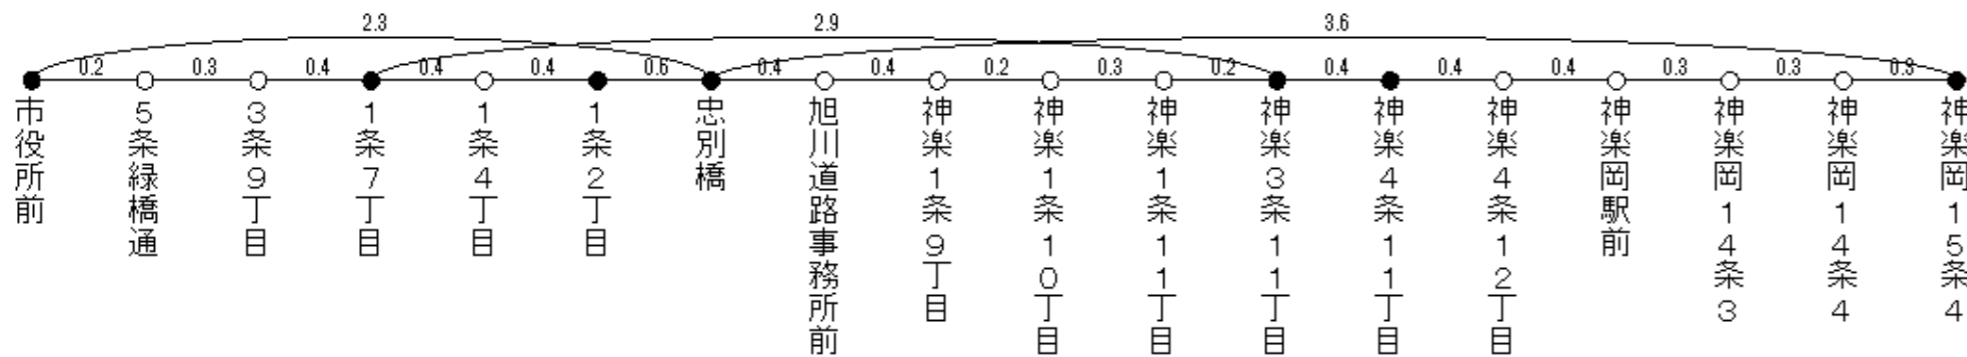 2.3
2.9
3.6
0.2
0.3
0.4
0.4
0.4
0.6
0.4
0.4
0.2
0.3
0.2
0.4
0.4
0.4
0.3
0.3
0.3
市役所前
5条緑橋通
3条9丁目
1条7丁目
1条4丁目
1条2丁目
忠別橋
旭川道路事務所前
神楽1条9丁目
神楽1条10丁目
神楽1条11丁目
神楽3条11丁目
神楽4条11丁目
神楽4条12丁目
神楽岡駅前
神楽岡14条3
神楽岡14条4
神楽岡15条4